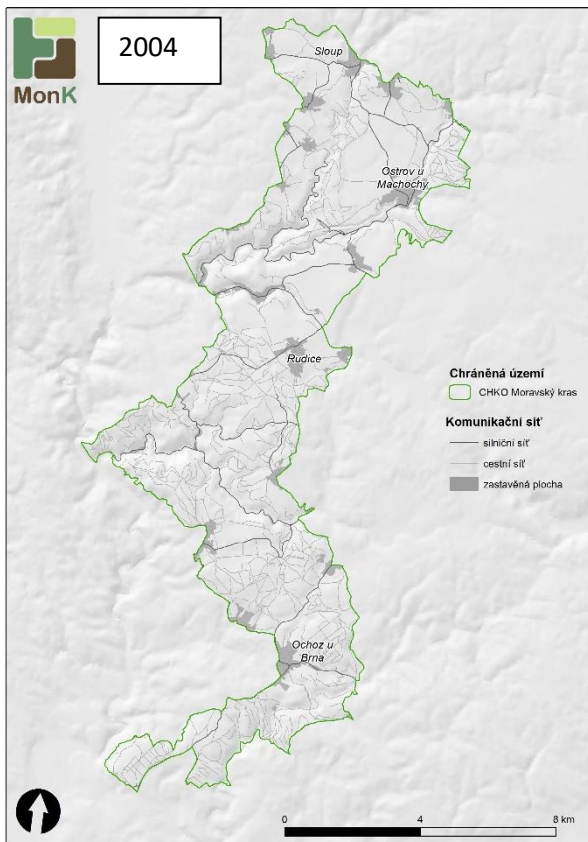 MonK
2004
Sloup
Ostrov u
Machochy
Rudice
Chráněná území
CHKO Moravský kras
Komunikační síť
silniční síť
cestní síť
zastavěná plocha
Ochoz u
Brna
0 4 8 km